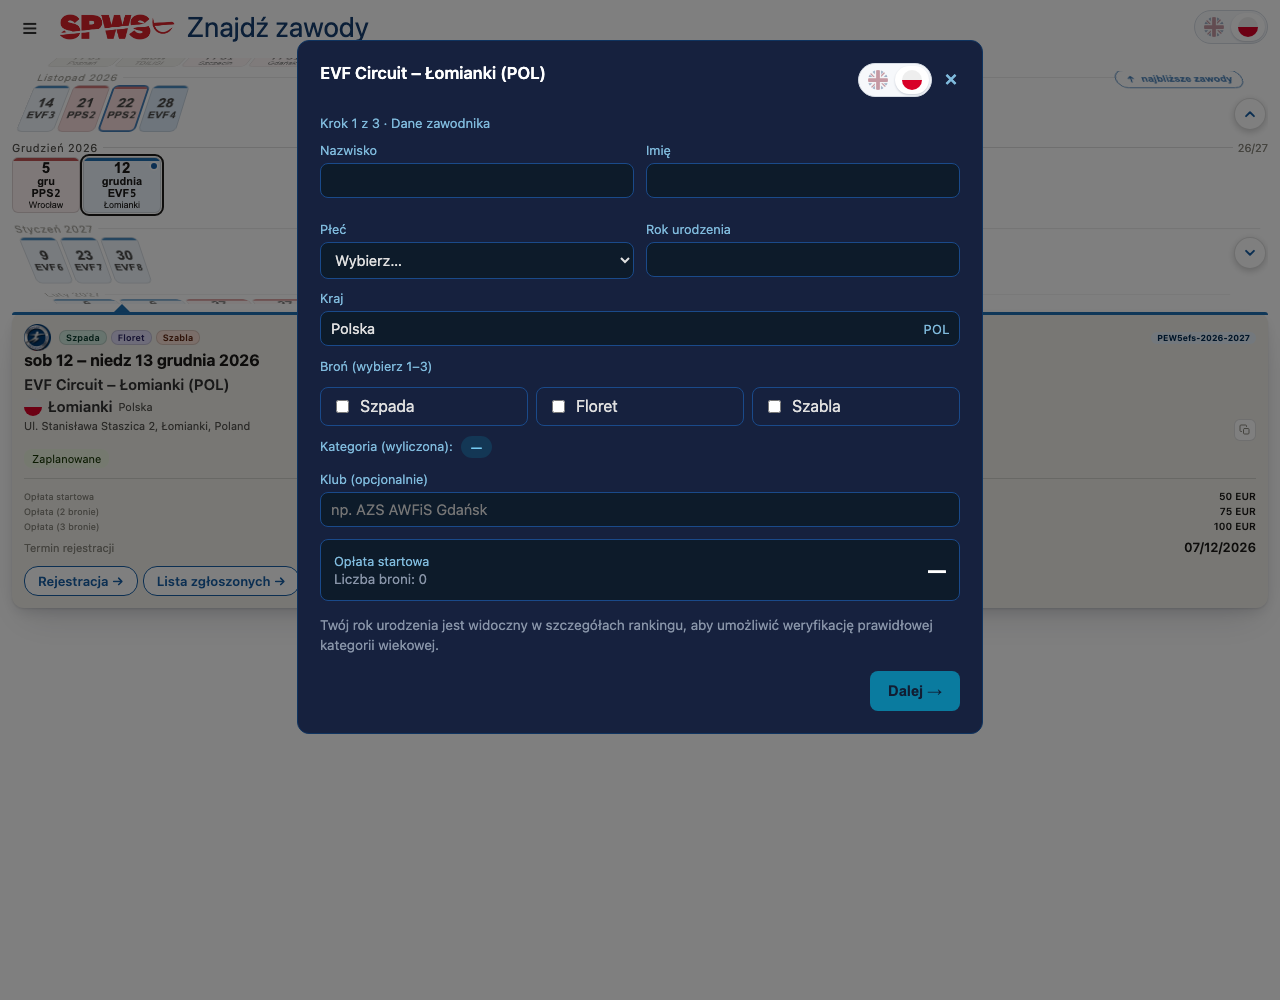 SPWS Znajdź zawody
EVF Circuit – Łomianki (POL)
×
Krok 1 z 3 · Dane zawodnika
Nazwisko
Imię
Płeć
Wybierz...
Rok urodzenia
Kraj
Polska POL
Broń (wybierz 1–3)
Szpada
Floret
Szabla
Kategoria (wyliczona): —
Klub (opcjonalnie)
np. AZS AWFiS Gdańsk
Opłata startowa
Liczba broni: 0
—
Twój rok urodzenia jest widoczny w szczegółach rankingu, aby umożliwić weryfikację prawidłowej
kategorii wiekowej.
Dalej →
Listopad 2026
↑ najbliższe zawody
14 EVF3
21 PPS2
22 PPS2
28 EVF4
Grudzień 2026
26/27
5
gru
PPS2
Wrocław
12
grudnia
EVF5
Łomianki
Styczeń 2027
9 EVF6
23 EVF7
30 EVF8
Szpada Floret Szabla
PEW5efs-2026-2027
sob 12 – niedz 13 grudnia 2026
EVF Circuit – Łomianki (POL)
Łomianki Polska
Ul. Stanisława Staszica 2, Łomianki, Poland
Zaplanowane
Opłata startowa 50 EUR
Opłata (2 bronie) 75 EUR
Opłata (3 bronie) 100 EUR
Termin rejestracji 07/12/2026
Rejestracja →
Lista zgłoszonych →